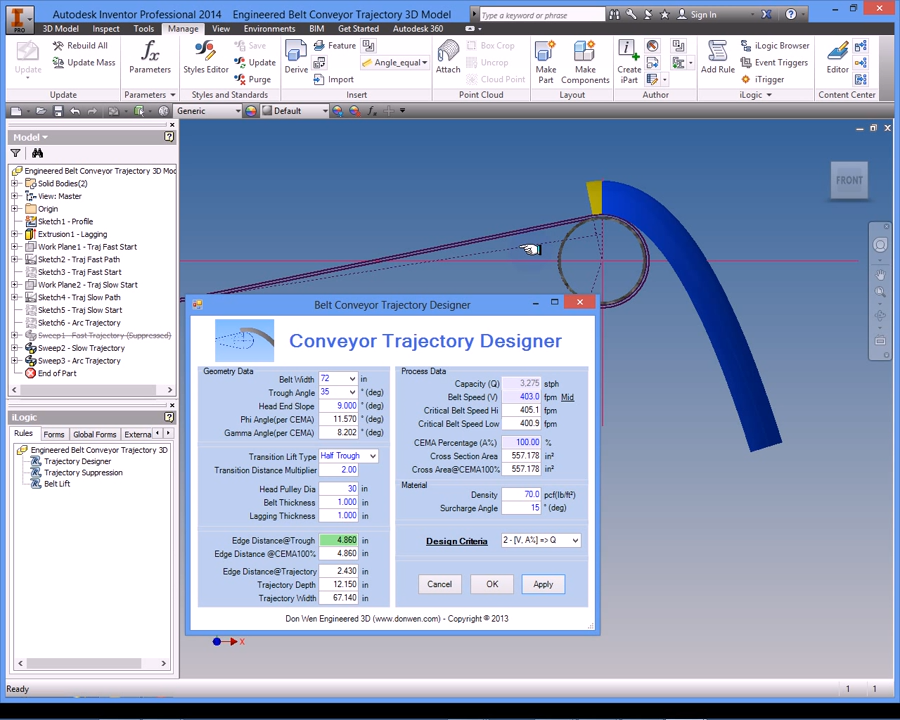 Autodesk Inventor Professional 2014 Engineered Belt Conveyor Trajectory 3D Model
Type a keyword or phrase
Sign In
PRO
3D Model Inspect Tools Manage View Environments BIM Get Started Autodesk 360
Update
Rebuild All
Update Mass
Parameters
Styles Editor
Save
Update
Purge
Derive
Feature
Import
Angle_equal
Attach
Box Crop
Uncrop
Cloud Point
Make Part
Make Components
Create iPart
Add Rule
iLogic Browser
Event Triggers
iTrigger
Editor
Update Parameters Styles and Standards Insert Point Cloud Layout Author iLogic Content Center
Generic
Default
Model
Engineered Belt Conveyor Trajectory 3D Mod
Solid Bodies(2)
View: Master
Origin
Sketch1 - Profile
Extrusion1 - Lagging
Work Plane1 - Traj Fast Start
Sketch2 - Traj Fast Path
Sketch3 - Traj Fast Start
Work Plane2 - Traj Slow Start
Sketch4 - Traj Slow Path
Sketch5 - Traj Slow Start
Sketch6 - Arc Trajectory
Sweep1 - Fast Trajectory (Suppressed)
Sweep2 - Slow Trajectory
Sweep3 - Arc Trajectory
End of Part
iLogic
Rules Forms Global Forms Externa
Engineered Belt Conveyor Trajectory 3D
Trajectory Designer
Trajectory Suppression
Belt Lift
FRONT
Belt Conveyor Trajectory Designer
Conveyor Trajectory Designer
Geometry Data
Belt Width 72 in
Trough Angle 35 ° (deg)
Head End Slope 9.000 ° (deg)
Phi Angle(per CEMA) 11.570 ° (deg)
Gamma Angle(per CEMA) 8.202 ° (deg)
Transition Lift Type Half Trough
Transition Distance Multiplier 2.00
Head Pulley Dia 30 in
Belt Thickness 1.000 in
Lagging Thickness 1.000 in
Edge Distance@Trough 4.860 in
Edge Distance @CEMA100% 4.860 in
Edge Distance@Trajectory 2.430 in
Trajectory Depth 12.150 in
Trajectory Width 67.140 in
Process Data
Capacity (Q) 3,275 stph
Belt Speed (V) 403.0 fpm Mid
Critical Belt Speed Hi 405.1 fpm
Critical Belt Speed Low 400.9 fpm
CEMA Percentage (A%) 100.00 %
Cross Section Area 557.178 in²
Cross Area@CEMA100% 557.178 in²
Material
Density 70.0 pcf(lb/ft³)
Surcharge Angle 15 ° (deg)
Design Criteria 2 - [V, A%] => Q
Cancel OK Apply
Don Wen Engineered 3D (www.donwen.com) - Copyright © 2013
X
Ready
1 1